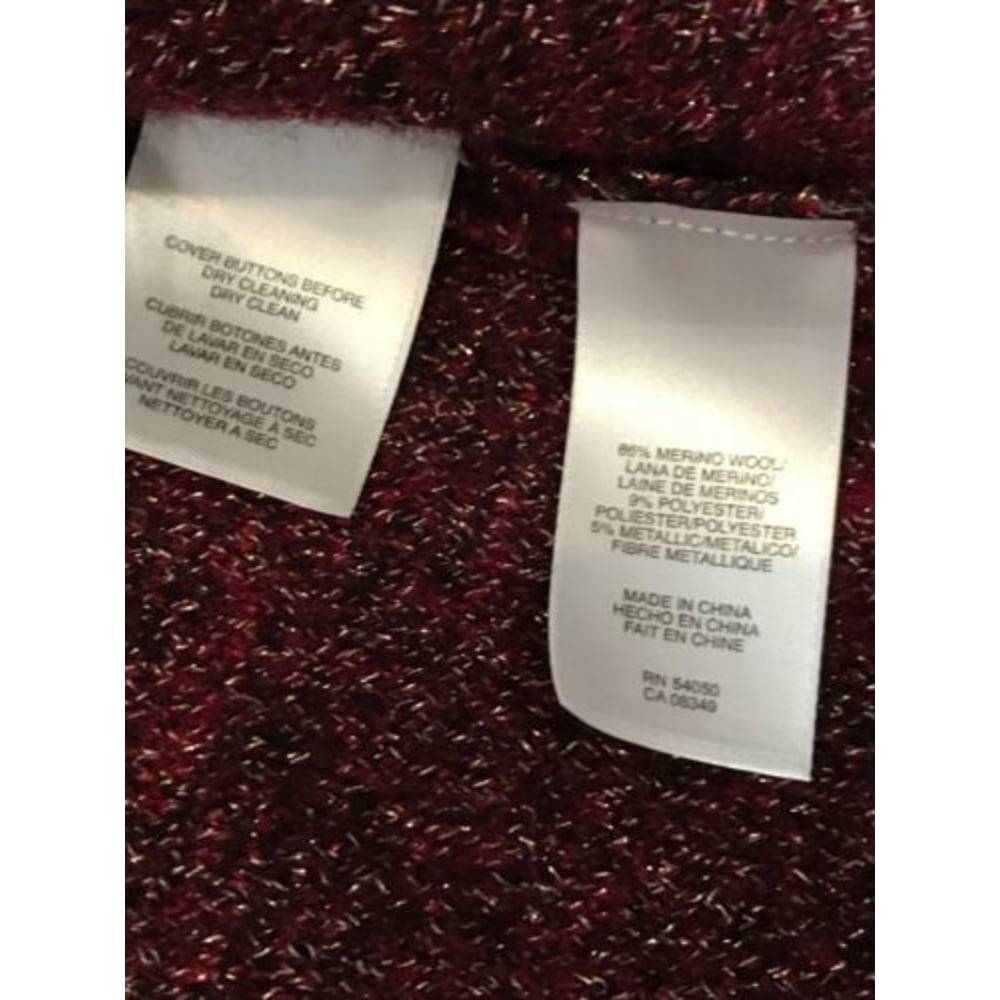 COVER BUTTONS BEFORE
DRY CLEANING
DRY CLEAN
CUBRIR BOTONES ANTES
DE LAVAR EN SECO
LAVAR EN SECO
COUVRIR LES BOUTONS
VANT NETTOYAGE À SEC
NETTOYER A SEC
86% MERINO WOOL/
LANA DE MERINO/
LAINE DE MERINOS
9% POLYESTER/
POLIESTER/POLYESTER
5% METALLIC/METALICO/
FIBRE METALLIQUE
MADE IN CHINA
HECHO EN CHINA
FAIT EN CHINE
RN 54050
CA 08349